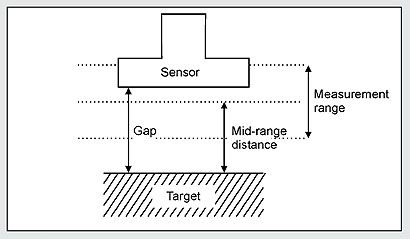 Sensor
Measurement
range
Gap
Mid-range
distance
Target